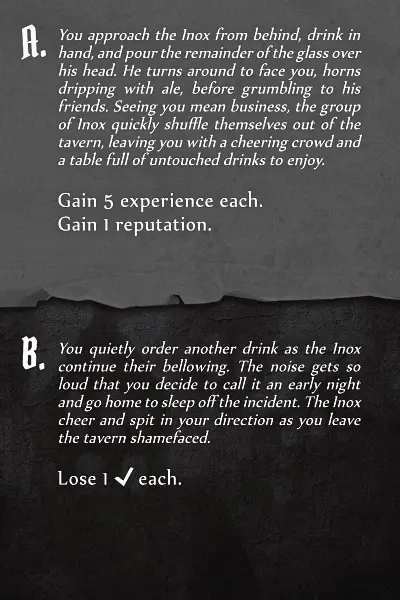 A. You approach the Inox from behind, drink in
hand, and pour the remainder of the glass over
his head. He turns around to face you, horns
dripping with ale, before grumbling to his
friends. Seeing you mean business, the group
of Inox quickly shuffle themselves out of the
tavern, leaving you with a cheering crowd and
a table full of untouched drinks to enjoy.
Gain 5 experience each.
Gain 1 reputation.
B. You quietly order another drink as the Inox
continue their bellowing. The noise gets so
loud that you decide to call it an early night
and go home to sleep off the incident. The Inox
cheer and spit in your direction as you leave
the tavern shamefaced.
Lose 1 ✓ each.